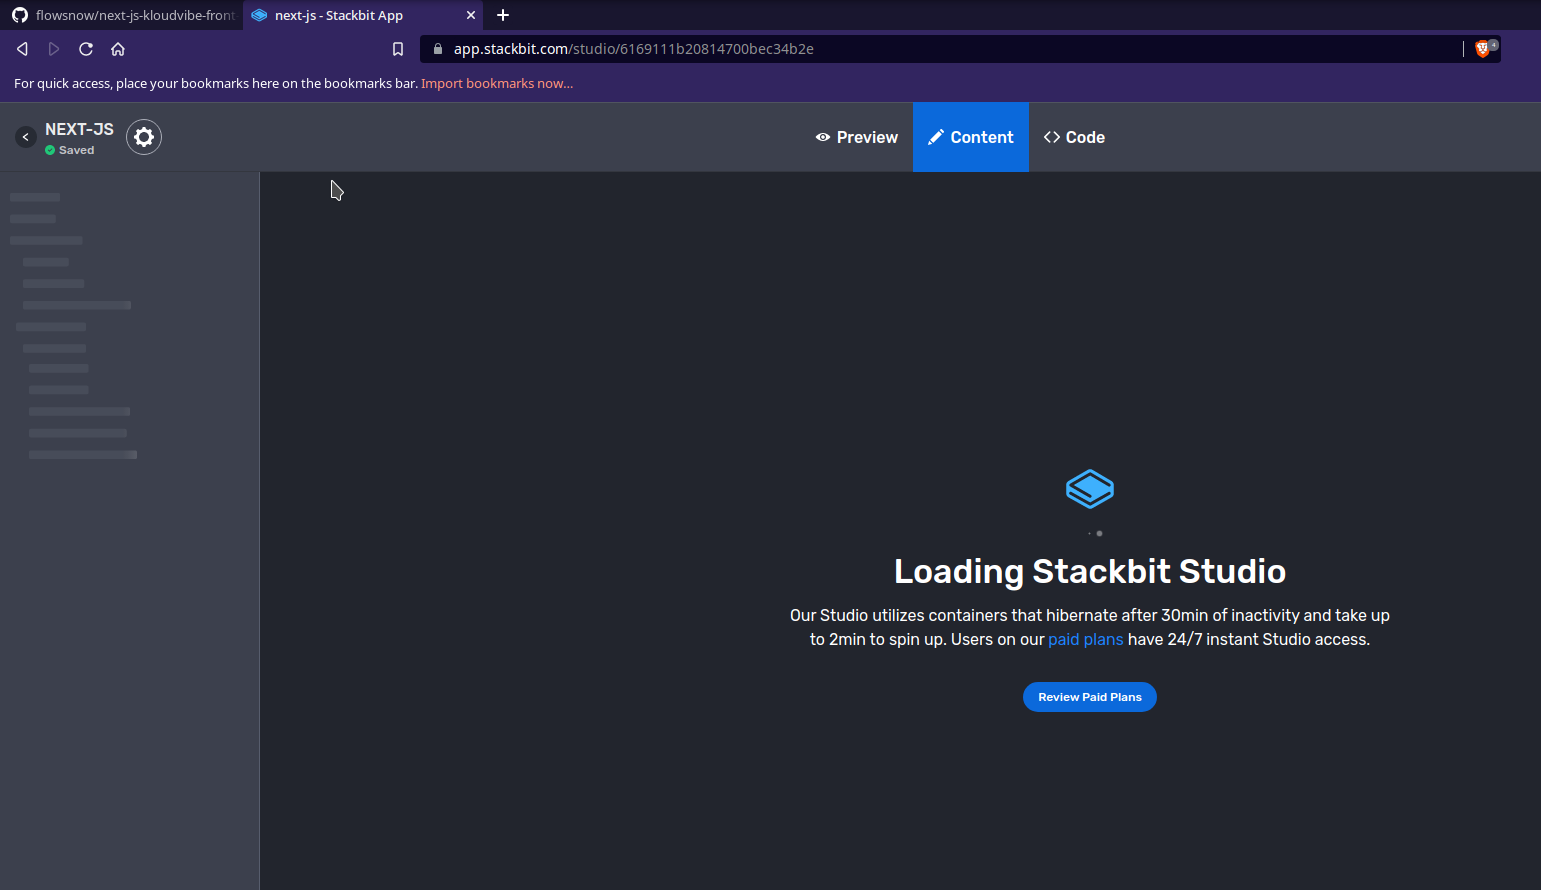 flowsnow/next-js-kloudvibe-front
next-js - Stackbit App
app.stackbit.com/studio/6169111b20814700bec34b2e
4
For quick access, place your bookmarks here on the bookmarks bar. Import bookmarks now...
NEXT-JS
Saved
Preview
Content
Code
Loading Stackbit Studio
Our Studio utilizes containers that hibernate after 30min of inactivity and take up
to 2min to spin up. Users on our paid plans have 24/7 instant Studio access.
Review Paid Plans